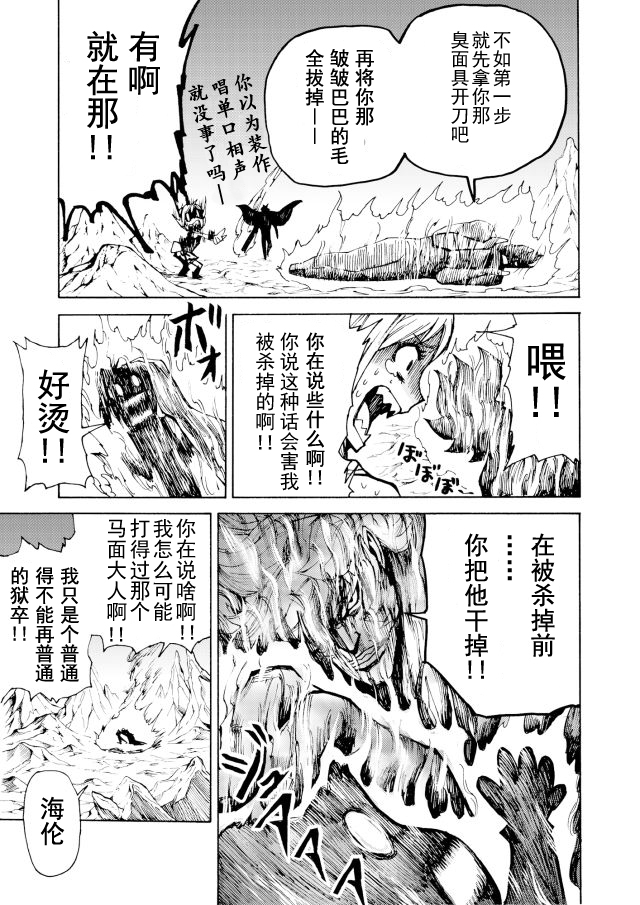 不如第一步
就先拿你那
臭面具开刀吧
再将你那
皱皱巴巴的毛
全拔掉——
你以为装作
唱单口相声
就没事了吗—
有啊
就在那!!
喂!!
你在说些什么啊!!
你说这种话会害我
被杀掉的啊!!
ぼぼぼぼ
ボオ
好烫!!
在被杀掉前
……
你把他干掉!!
ジュアアア
你在说啥啊!!
我怎么可能
打得过那个
马面大人啊!!
我只是个普通
得不能再普通
的狱卒!!
海伦